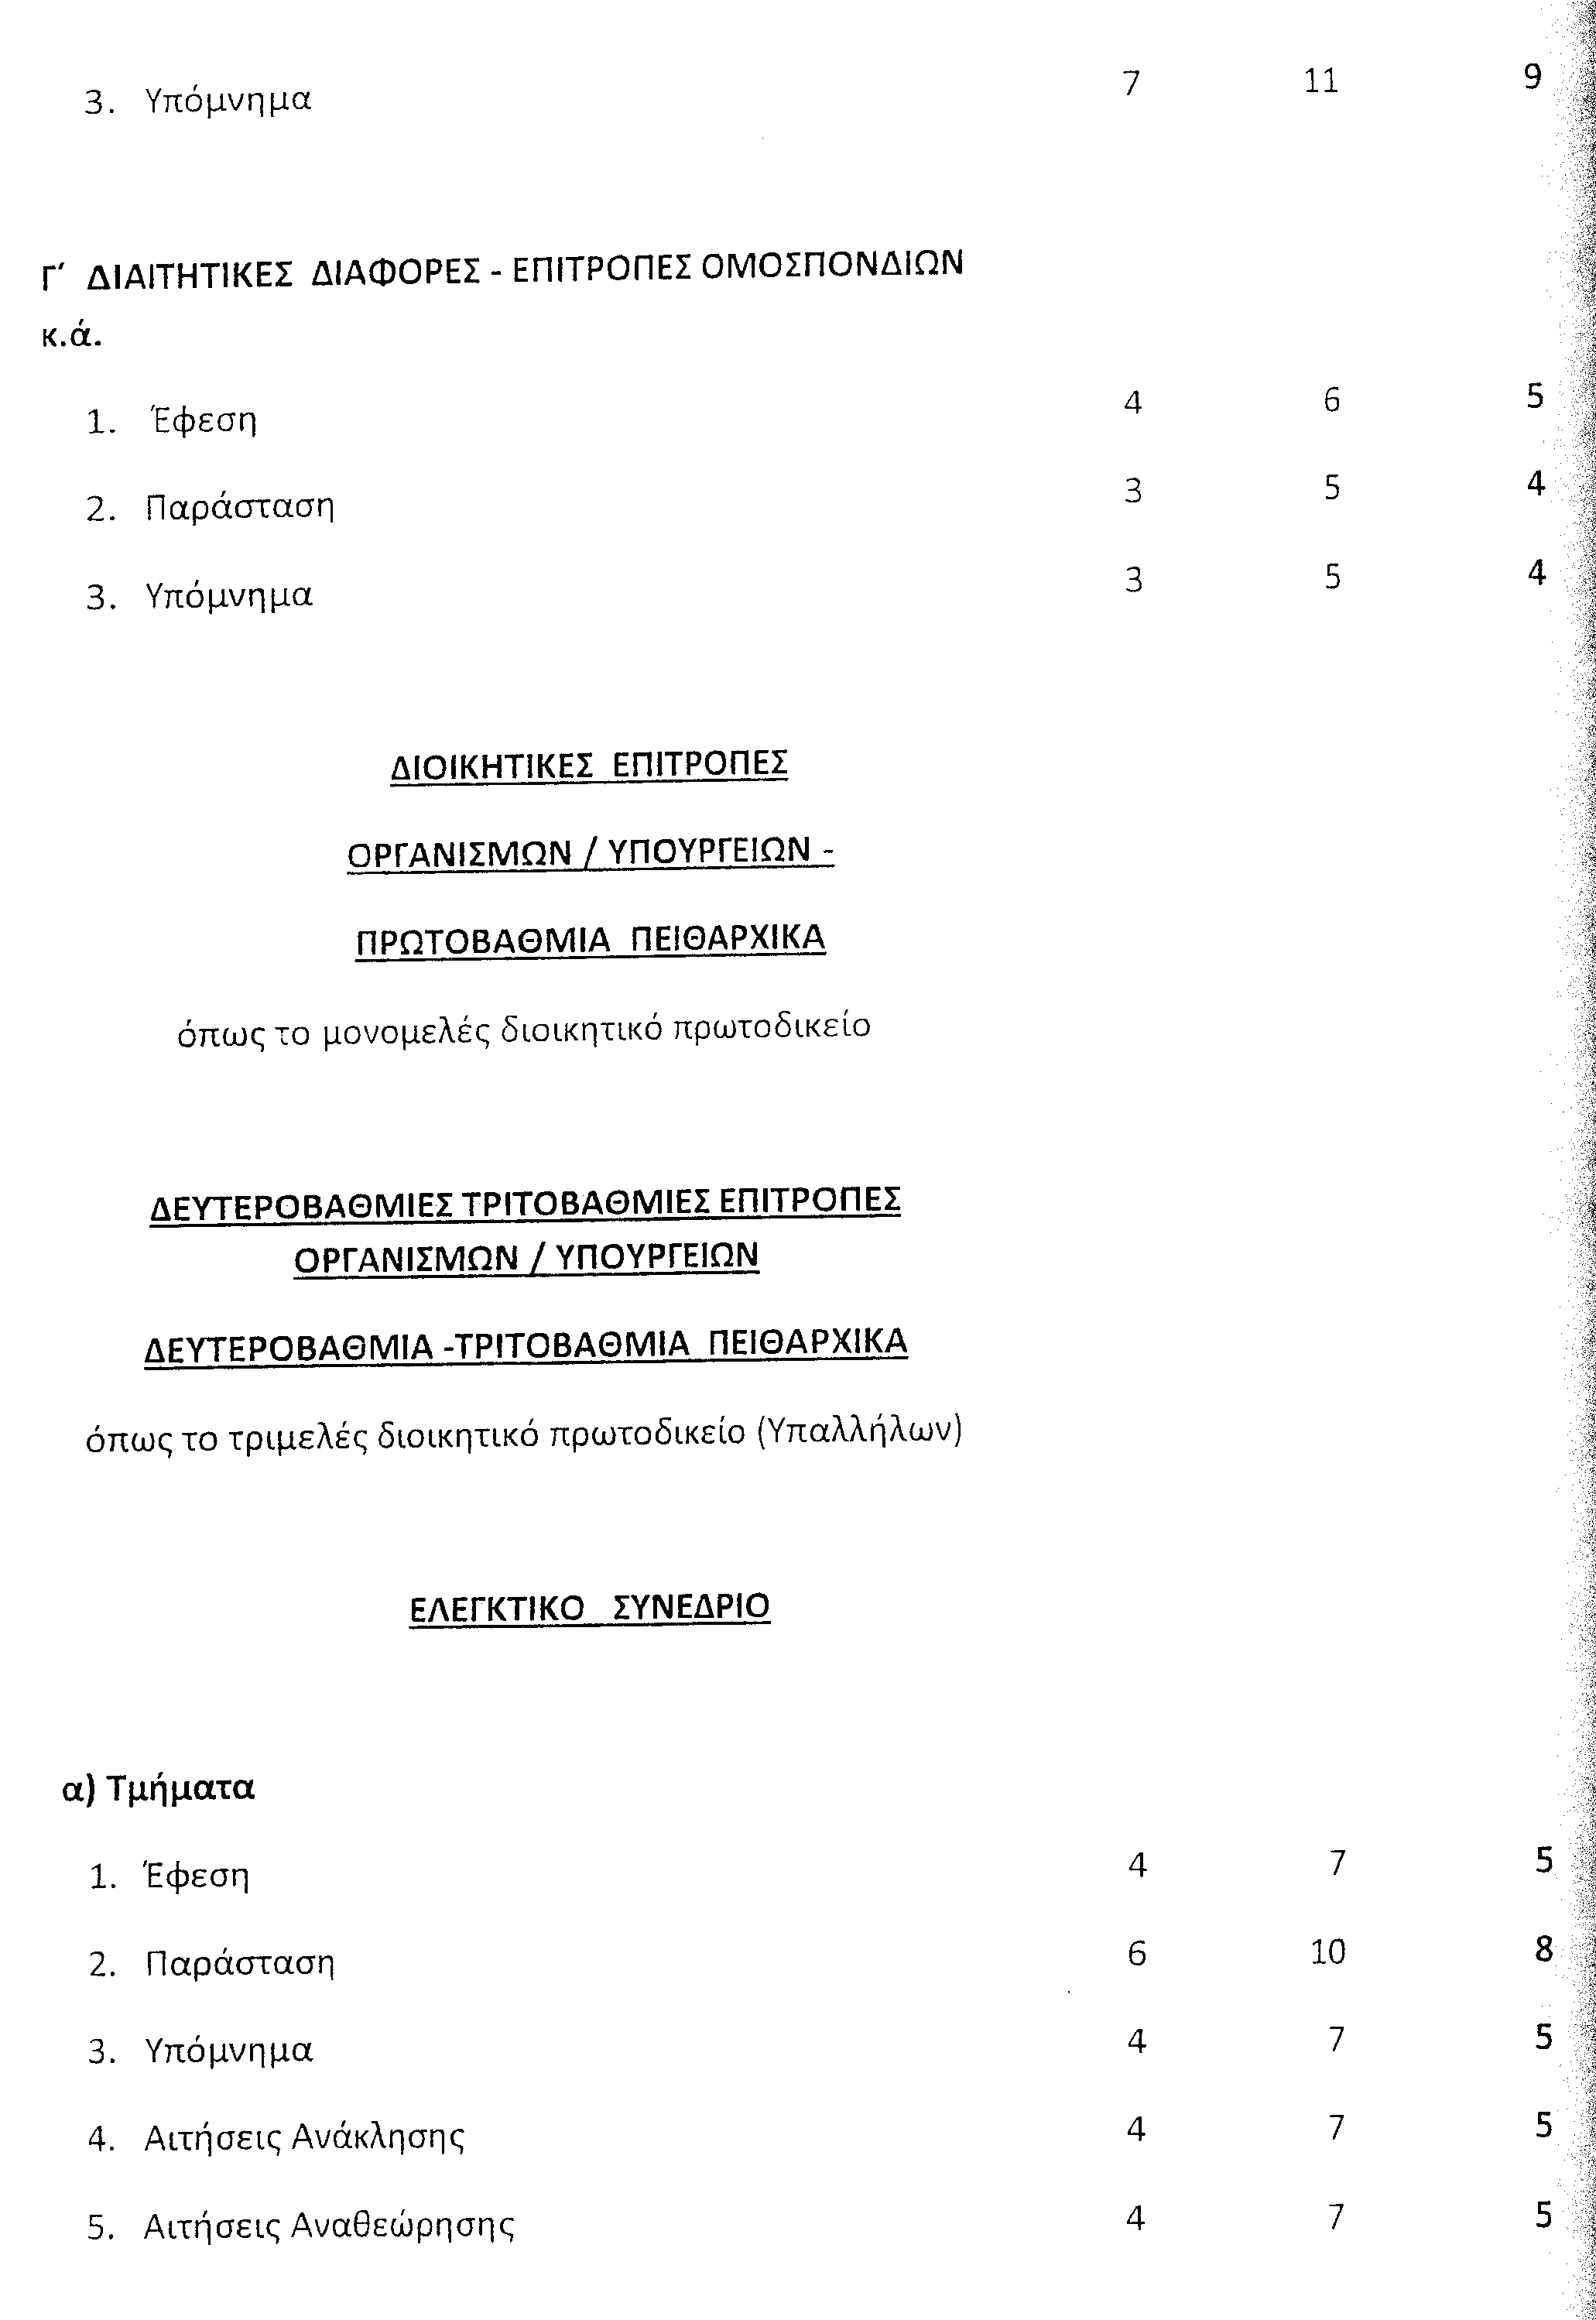 3. Υπόμνημα 7 11 9
Γ΄ ΔΙΑΙΤΗΤΙΚΕΣ ΔΙΑΦΟΡΕΣ - ΕΠΙΤΡΟΠΕΣ ΟΜΟΣΠΟΝΔΙΩΝ
κ.ά.
1. Έφεση 4 6 5
2. Παράσταση 3 5 4
3. Υπόμνημα 3 5 4
ΔΙΟΙΚΗΤΙΚΕΣ ΕΠΙΤΡΟΠΕΣ
ΟΡΓΑΝΙΣΜΩΝ / ΥΠΟΥΡΓΕΙΩΝ -
ΠΡΩΤΟΒΑΘΜΙΑ ΠΕΙΘΑΡΧΙΚΑ
όπως το μονομελές διοικητικό πρωτοδικείο
ΔΕΥΤΕΡΟΒΑΘΜΙΕΣ ΤΡΙΤΟΒΑΘΜΙΕΣ ΕΠΙΤΡΟΠΕΣ
ΟΡΓΑΝΙΣΜΩΝ / ΥΠΟΥΡΓΕΙΩΝ
ΔΕΥΤΕΡΟΒΑΘΜΙΑ -ΤΡΙΤΟΒΑΘΜΙΑ ΠΕΙΘΑΡΧΙΚΑ
όπως το τριμελές διοικητικό πρωτοδικείο (Υπαλλήλων)
ΕΛΕΓΚΤΙΚΟ ΣΥΝΕΔΡΙΟ
α) Τμήματα
1. Έφεση 4 7 5
2. Παράσταση 6 10 8
3. Υπόμνημα 4 7 5
4. Αιτήσεις Ανάκλησης 4 7 5
5. Αιτήσεις Αναθεώρησης 4 7 5